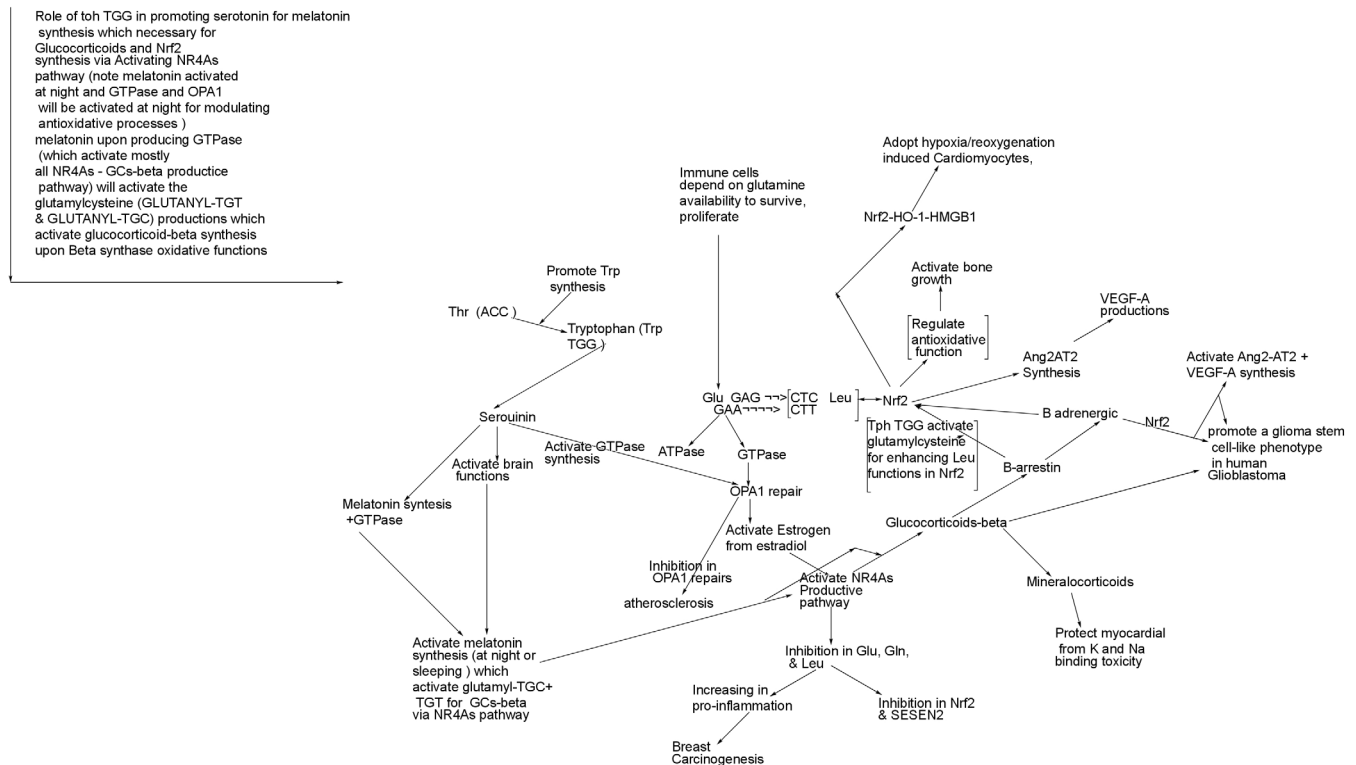 Role of toh TGG in promoting serotonin for melatonin
synthesis which necessary for
Glucocorticoids and Nrf2
synthesis via Activating NR4As
pathway (note melatonin activated
at night and GTPase and OPA1
will be activated at night for modulating
antioxidative processes )
melatonin upon producing GTPase
(which activate mostly
all NR4As - GCs-beta productice
pathway) will activate the
glutamylcysteine (GLUTANYL-TGT
& GLUTANYL-TGC) productions which
activate glucocorticoid-beta synthesis
upon Beta synthase oxidative functions
Adopt hypoxia/reoxygenation
induced Cardiomyocytes,
Immune cells
depend on glutamine
availability to survive,
proliferate
Nrf2-HO-1-HMGB1
Promote Trp
synthesis
Activate bone
growth
Thr (ACC )
Tryptophan (Trp
TGG )
Regulate
antioxidative
function
VEGF-A
productions
Ang2AT2
Synthesis
Activate Ang2-AT2 +
VEGF-A synthesis
Glu GAG ¬¬>[CTC Leu
GAA¬¬¬¬> CTT
Nrf2
B adrenergic
Nrf2
Serouinin
Tph TGG activate
glutamylcysteine
for enhancing Leu
functions in Nrf2
promote a glioma stem
cell-like phenotype
in human
Glioblastoma
Activate GTPase
synthesis
ATPase
GTPase
Activate brain
functions
B-arrestin
OPA1 repair
Melatonin syntesis
+GTPase
Glucocorticoids-beta
Activate Estrogen
from estradiol
Inhibition in
OPA1 repairs
atherosclerosis
Activate NR4As
Productive
pathway
Mineralocorticoids
Protect myocardial
from K and Na
binding toxicity
Activate melatonin
synthesis (at night or
sleeping ) which
activate glutamyl-TGC+
TGT for GCs-beta
via NR4As pathway
Inhibition in Glu, Gln,
& Leu
Increasing in
pro-inflammation
Inhibition in Nrf2
& SESEN2
Breast
Carcinogenesis